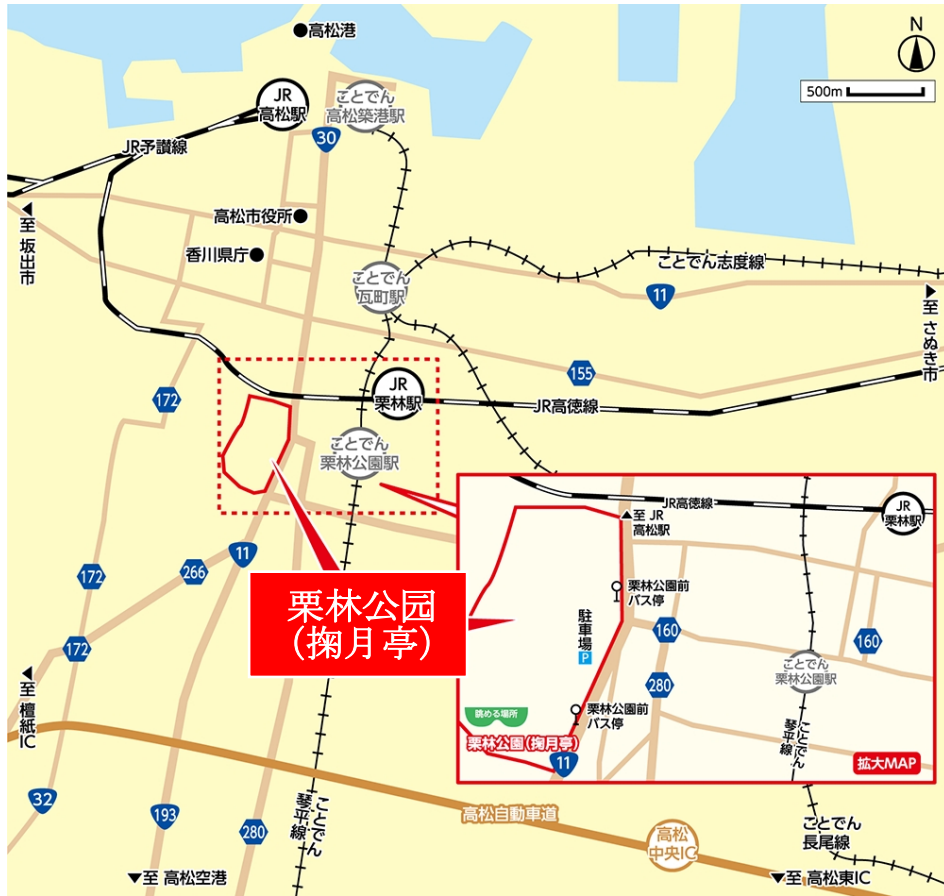 高松港
N
500m
JR
高松駅
ことでん
高松築港駅
30
JR予讃線
高松市役所
香川県庁
至 坂出市
ことでん
瓦町駅
ことでん志度線
11
至 さぬき市
155
172
JR
栗林駅
JR高徳線
ことでん
栗林公園駅
11
266
172
172
栗林公园
(掬月亭)
JR高徳線
至 JR
高松駅
JR
栗林駅
栗林公園前
バス停
駐車場
P
160
160
ことでん
栗林公園駅
280
眺める場所
栗林公園前
バス停
栗林公園(掬月亭)
11
ことでん
琴平線
拡大MAP
至 檀紙IC
32
193
280
ことでん
琴平線
高松自動車道
高松
中央IC
ことでん
長尾線
至 高松空港
至 高松東IC